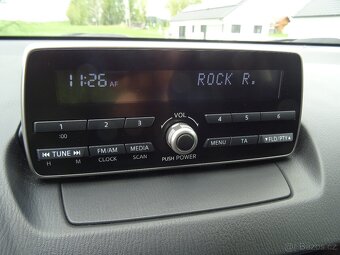 11:26 AF ROCK R.
1 2 3 VOL 4 5 6
:00
TUNE FM/AM MEDIA MENU TA FLD/PTY
H M CLOCK SCAN PUSH POWER